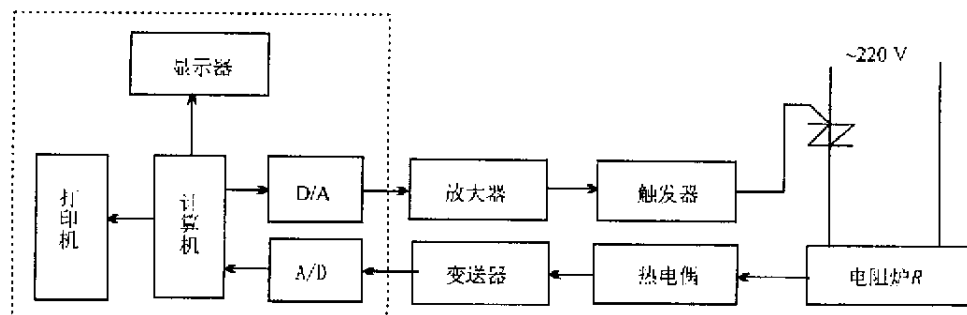 显示器
~220 V
打印机
计算机
D/A
放大器
触发器
A/D
变送器
热电偶
电阻炉R